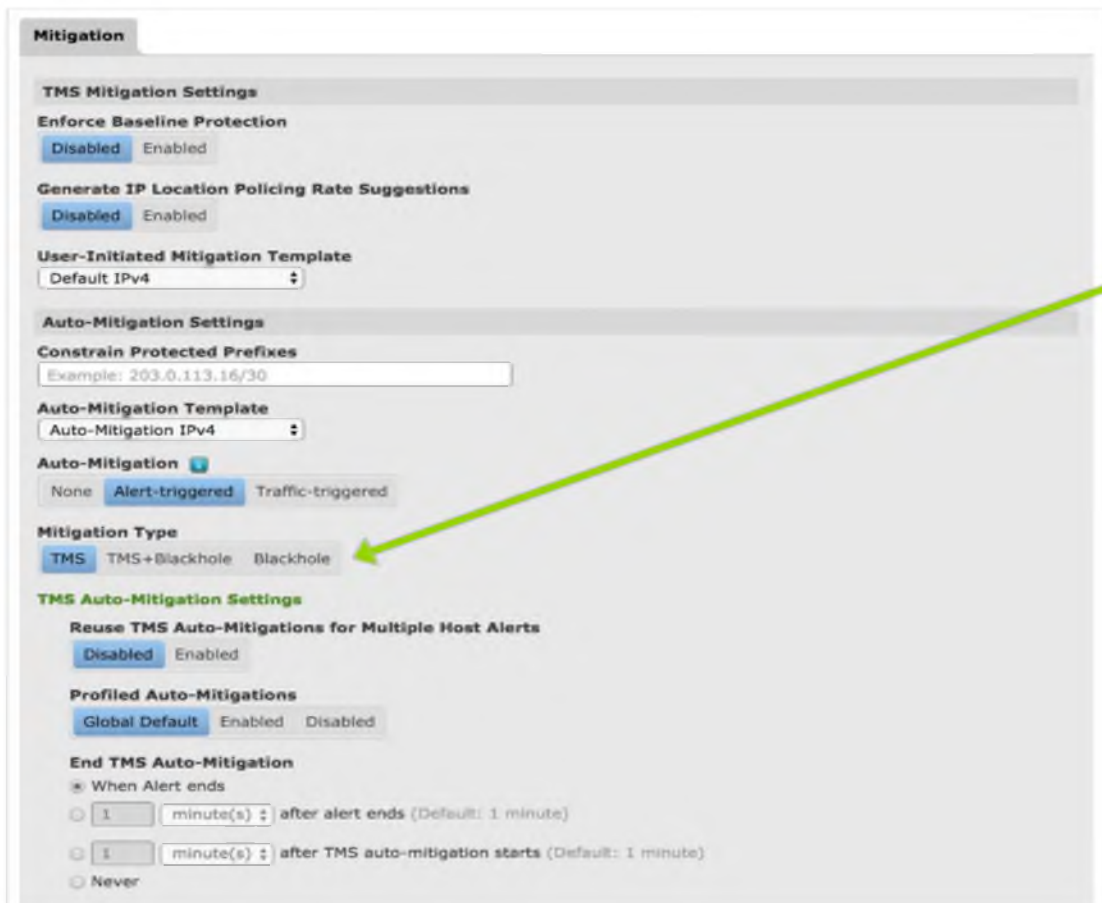 Mitigation
TMS Mitigation Settings
Enforce Baseline Protection
Disabled Enabled
Generate IP Location Policing Rate Suggestions
Disabled Enabled
User-Initiated Mitigation Template
Default IPv4
Auto-Mitigation Settings
Constrain Protected Prefixes
Example: 203.0.113.16/30
Auto-Mitigation Template
Auto-Mitigation IPv4
Auto-Mitigation
None Alert-triggered Traffic-triggered
Mitigation Type
TMS TMS+Blackhole Blackhole
TMS Auto-Mitigation Settings
Reuse TMS Auto-Mitigations for Multiple Host Alerts
Disabled Enabled
Profiled Auto-Mitigations
Global Default Enabled Disabled
End TMS Auto-Mitigation
When Alert ends
1 minute(s) after alert ends (Default: 1 minute)
1 minute(s) after TMS auto-mitigation starts (Default: 1 minute)
Never